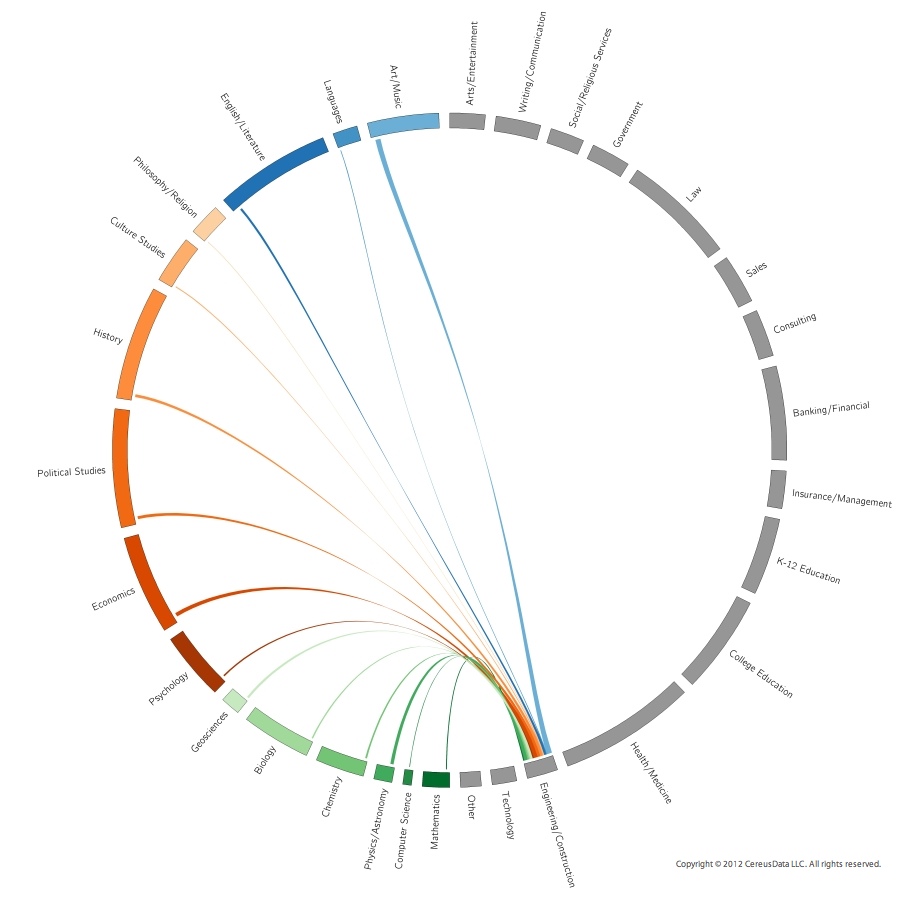 Arts/Entertainment
Writing/Communication
Social/Religious Services
Government
Law
Sales
Consulting
Banking/Financial
Insurance/Management
K-12 Education
College Education
Health/Medicine
Engineering/Construction
Technology
Other
Mathematics
Computer Science
Physics/Astronomy
Chemistry
Biology
Geosciences
Psychology
Economics
Political Studies
History
Culture Studies
Philosophy/Religion
English/Literature
Languages
Art/Music
Copyright © 2012 CereusData LLC. All rights reserved.